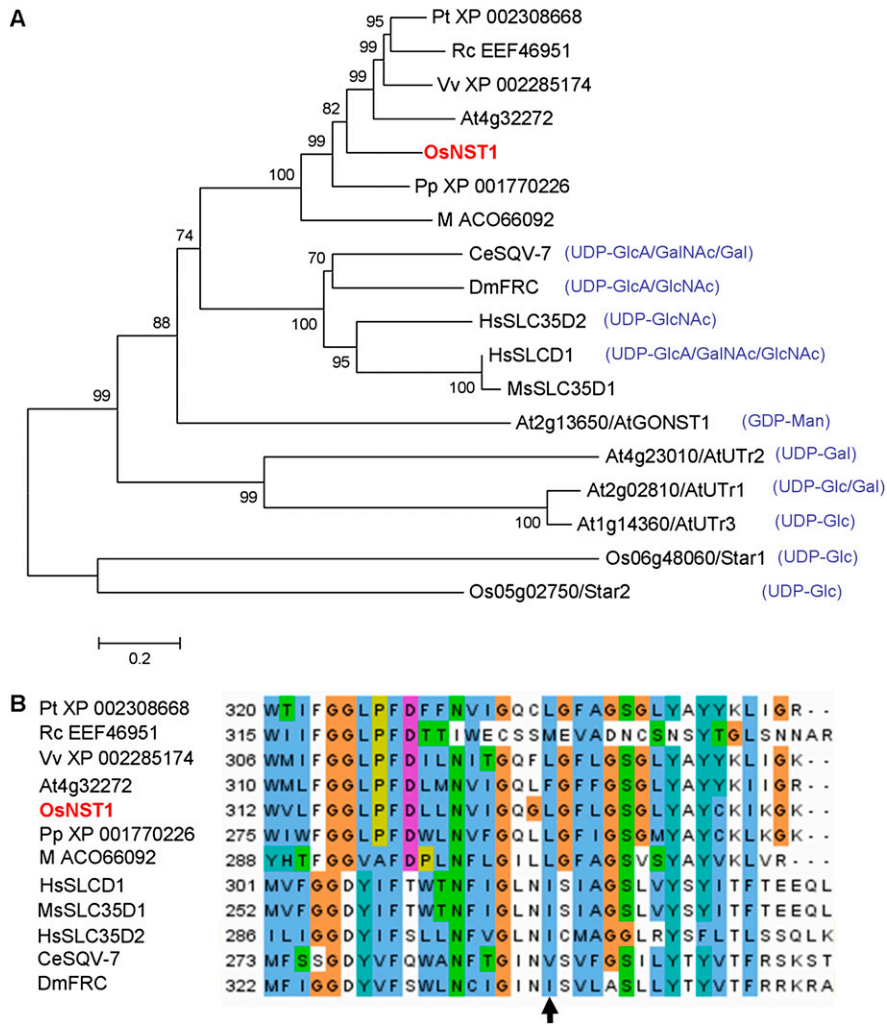 A
95 Pt XP 002308668
99 Rc EEF46951
99 Vv XP 002285174
82 At4g32272
99 OsNST1
100 Pp XP 001770226
M ACO66092
74 70 CeSQV-7 (UDP-GlcA/GalNAc/Gal)
DmFRC (UDP-GlcA/GlcNAc)
100 HsSLC35D2 (UDP-GlcNAc)
88 95 HsSLCD1 (UDP-GlcA/GalNAc/GlcNAc)
100 MsSLC35D1
99 At2g13650/AtGONST1 (GDP-Man)
At4g23010/AtUTr2 (UDP-Gal)
99 At2g02810/AtUTr1 (UDP-Glc/Gal)
100 At1g14360/AtUTr3 (UDP-Glc)
Os06g48060/Star1 (UDP-Glc)
Os05g02750/Star2 (UDP-Glc)
0.2
B
Pt XP 002308668 320 WTIFGGLPFDFFNVIGQCLGFAGSGLYAYYKLIGR--
Rc EEF46951 315 WIIFGGLPFDTTIWECSSMEVADNCSNSYTGLSNNAR
Vv XP 002285174 306 WMIFGGLPFDILNITGQFLGFLGSGLYAYYKLIGK--
At4g32272 310 WMLFGGLPFDLMNVIGQLFGFFGSGLYAYYKLIGK--
OsNST1 312 WVLFGGLPFDLLNVIGQGLGFFGSGLYAYCKIKGK--
Pp XP 001770226 275 WIWFGGLPFDWLNVFGQLLGFIGSGMYAYCKLKGK--
M ACO66092 288 YHTFGGVAFDPLNFLGILLGFAGSVSYAYVKLVR---
HsSLCD1 301 MVFGGDYIFTWTNFIGLNISIAGSLVYSYITFTEEQL
MsSLC35D1 252 MVFGGDYIFTWTNFIGLNISIAGSLVYSYITFTEEQL
HsSLC35D2 286 ILIGGDYIFSLLNFVGLNICMAGGLRYSFLTLSSQLK
CeSQV-7 273 MFSSGDYVFQWANFTGINVSVFGSILYTYVTFRSKST
DmFRC 322 MFIGGDYVFSWLNCIGINISVLASLLYTYVTFRRKRA